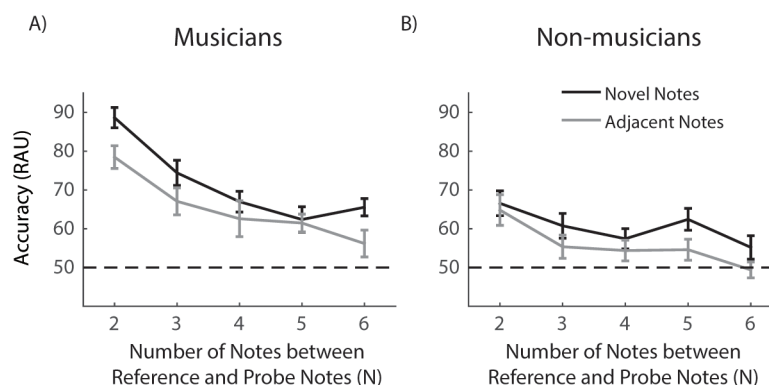 A)
Musicians
Accuracy (RAU)
90
80
70
60
50
2 3 4 5 6
Number of Notes between
Reference and Probe Notes (N)
B)
Non-musicians
Novel Notes
Adjacent Notes
90
80
70
60
50
2 3 4 5 6
Number of Notes between
Reference and Probe Notes (N)